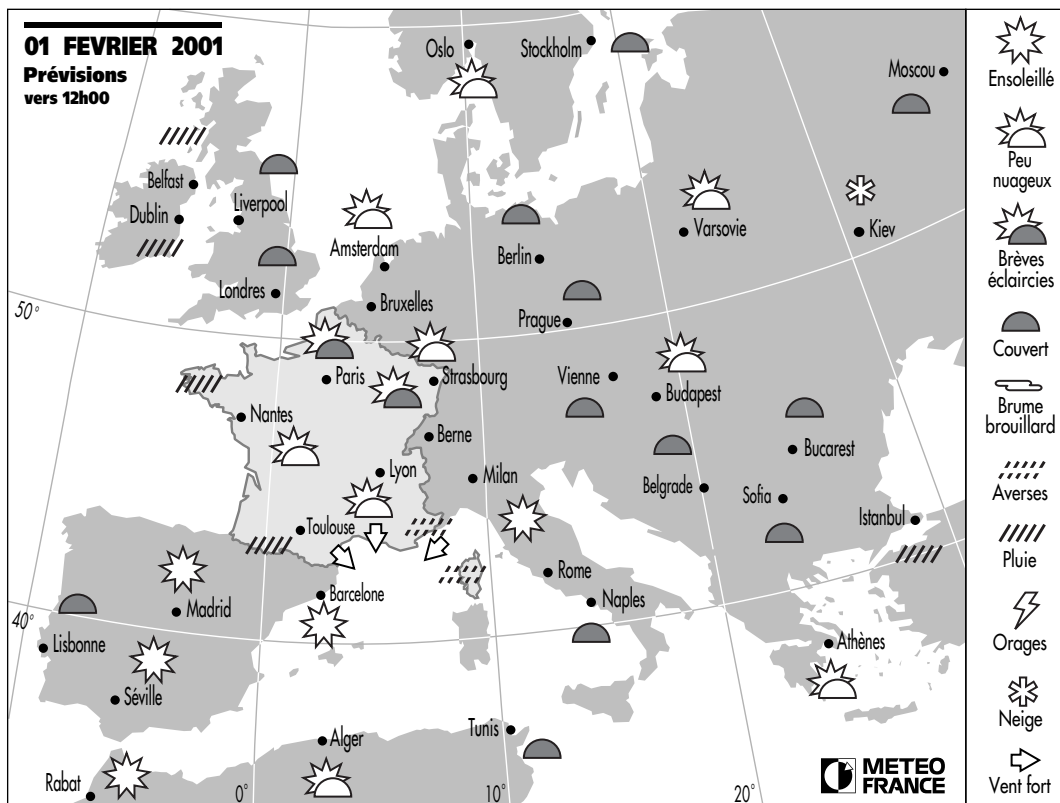 01 FEVRIER 2001
Prévisions
vers 12h00
Oslo
Stockholm
Moscou
Belfast
Dublin
Liverpool
Londres
Amsterdam
Bruxelles
Berlin
Varsovie
Kiev
Prague
50°
Paris
Strasbourg
Vienne
Budapest
Nantes
Berne
Bucarest
Lyon
Milan
Belgrade
Sofia
Istanbul
Toulouse
Rome
Barcelone
Naples
Madrid
40°
Lisbonne
Athènes
Séville
Alger
Tunis
Rabat
0°
10°
20°
METEO
FRANCE
Ensoleillé
Peu
nuageux
Brèves
éclaircies
Couvert
Brume
brouillard
Averses
Pluie
Orages
Neige
Vent fort